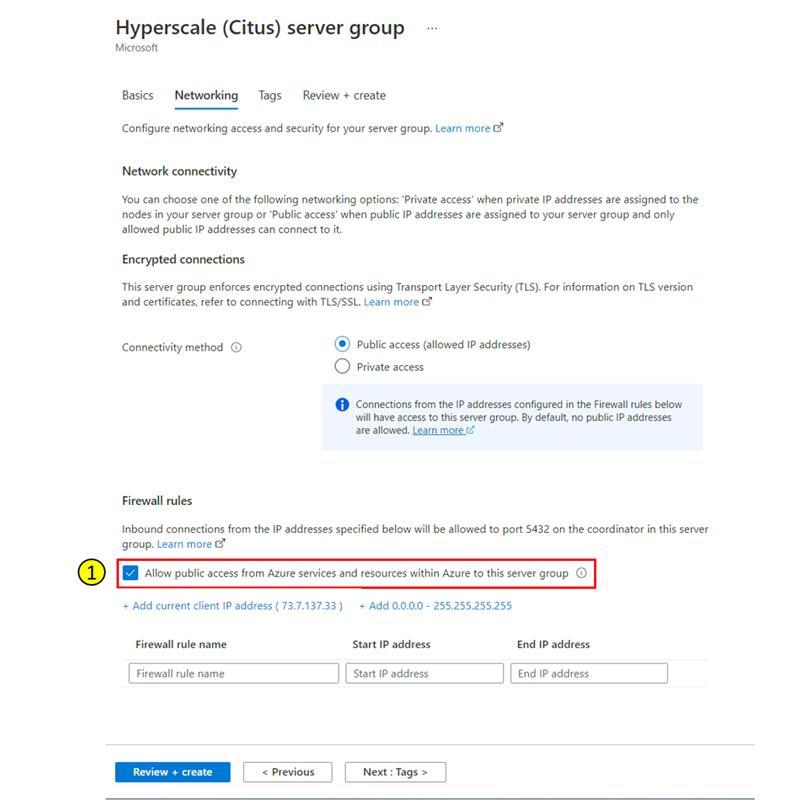 Hyperscale (Citus) server group ...
Microsoft
Basics Networking Tags Review + create
Configure networking access and security for your server group. Learn more
Network connectivity
You can choose one of the following networking options: 'Private access' when private IP addresses are assigned to the
nodes in your server group or 'Public access' when public IP addresses are assigned to your server group and only
allowed public IP addresses can connect to it.
Encrypted connections
This server group enforces encrypted connections using Transport Layer Security (TLS). For information on TLS version
and certificates, refer to connecting with TLS/SSL. Learn more
Connectivity method
Public access (allowed IP addresses)
Private access
Connections from the IP addresses configured in the Firewall rules below
will have access to this server group. By default, no public IP addresses
are allowed. Learn more
Firewall rules
Inbound connections from the IP addresses specified below will be allowed to port 5432 on the coordinator in this server
group. Learn more
1 Allow public access from Azure services and resources within Azure to this server group
+ Add current client IP address ( 73.7.137.33 ) + Add 0.0.0.0 - 255.255.255.255
Firewall rule name Start IP address End IP address
Firewall rule name Start IP address End IP address
Review + create < Previous Next : Tags >